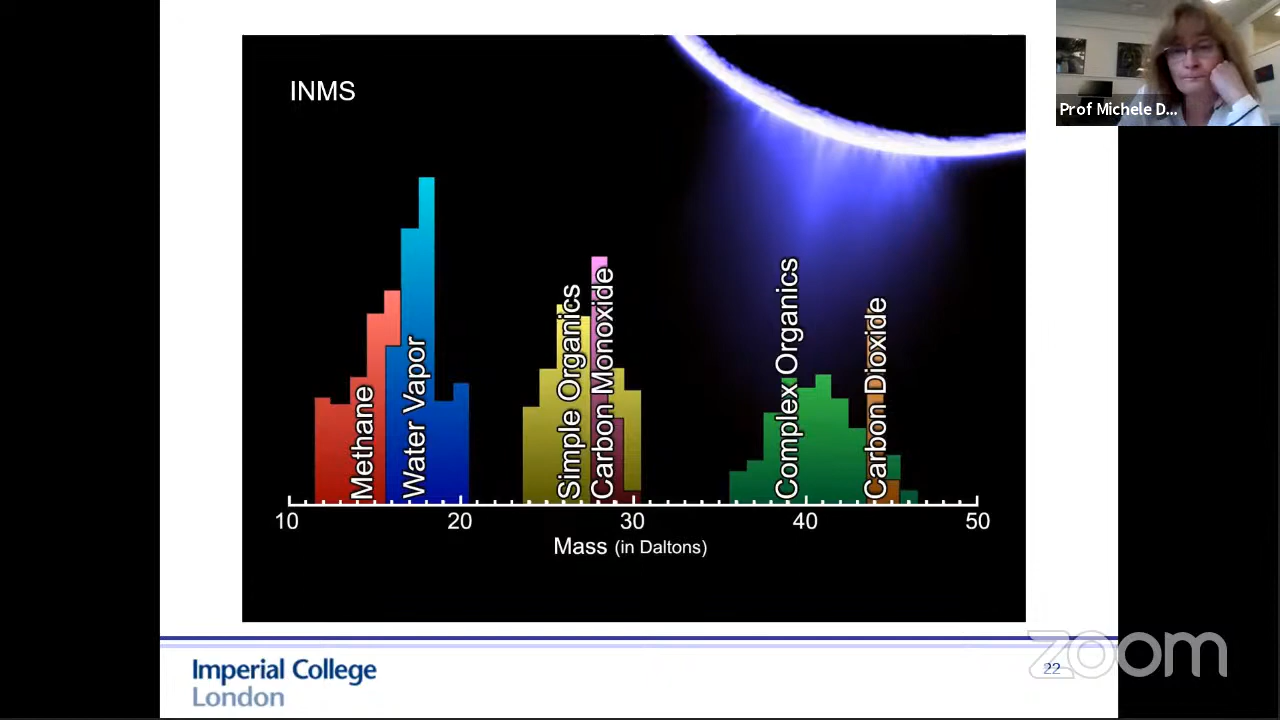 INMS
Prof Michele D...
Methane
Water Vapor
Simple Organics
Carbon Monoxide
Complex Organics
Carbon Dioxide
10 20 30 40 50
Mass (in Daltons)
Imperial College
London
22
zoom